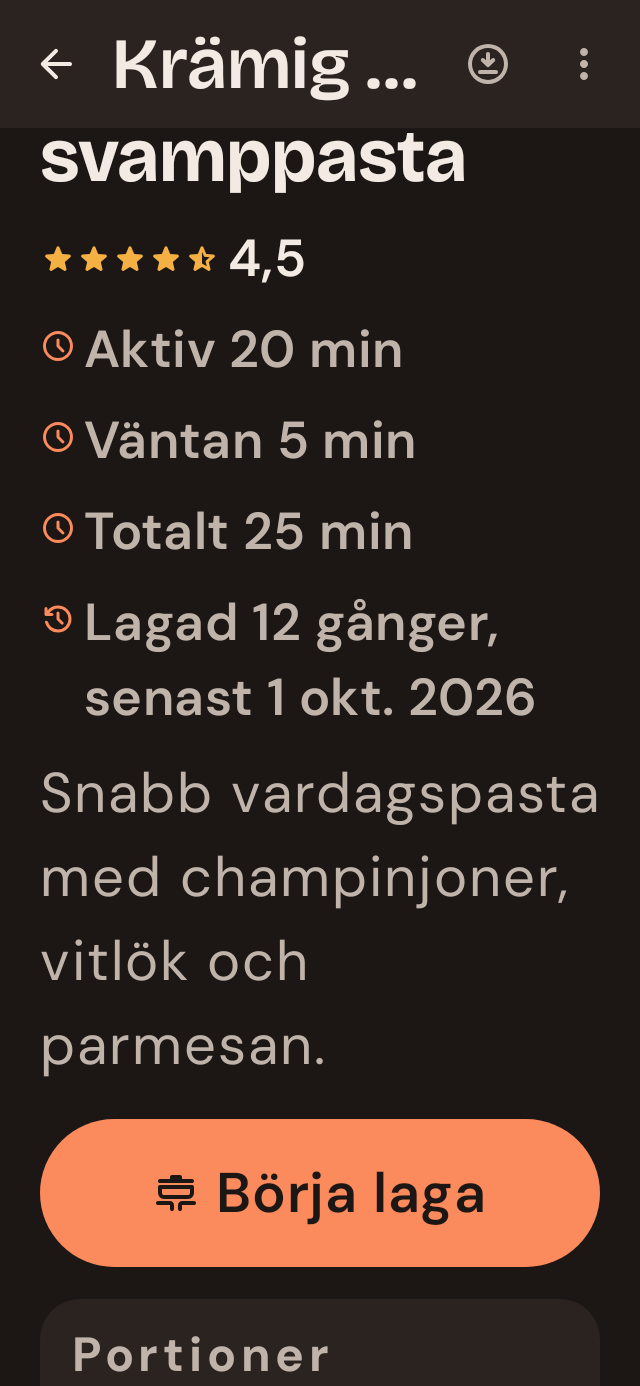 Krämig ...
svamppasta
4,5
Aktiv 20 min
Väntan 5 min
Totalt 25 min
Lagad 12 gånger,
senast 1 okt. 2026
Snabb vardagspasta
med champinjoner,
vitlök och
parmesan.
Börja laga
Portioner